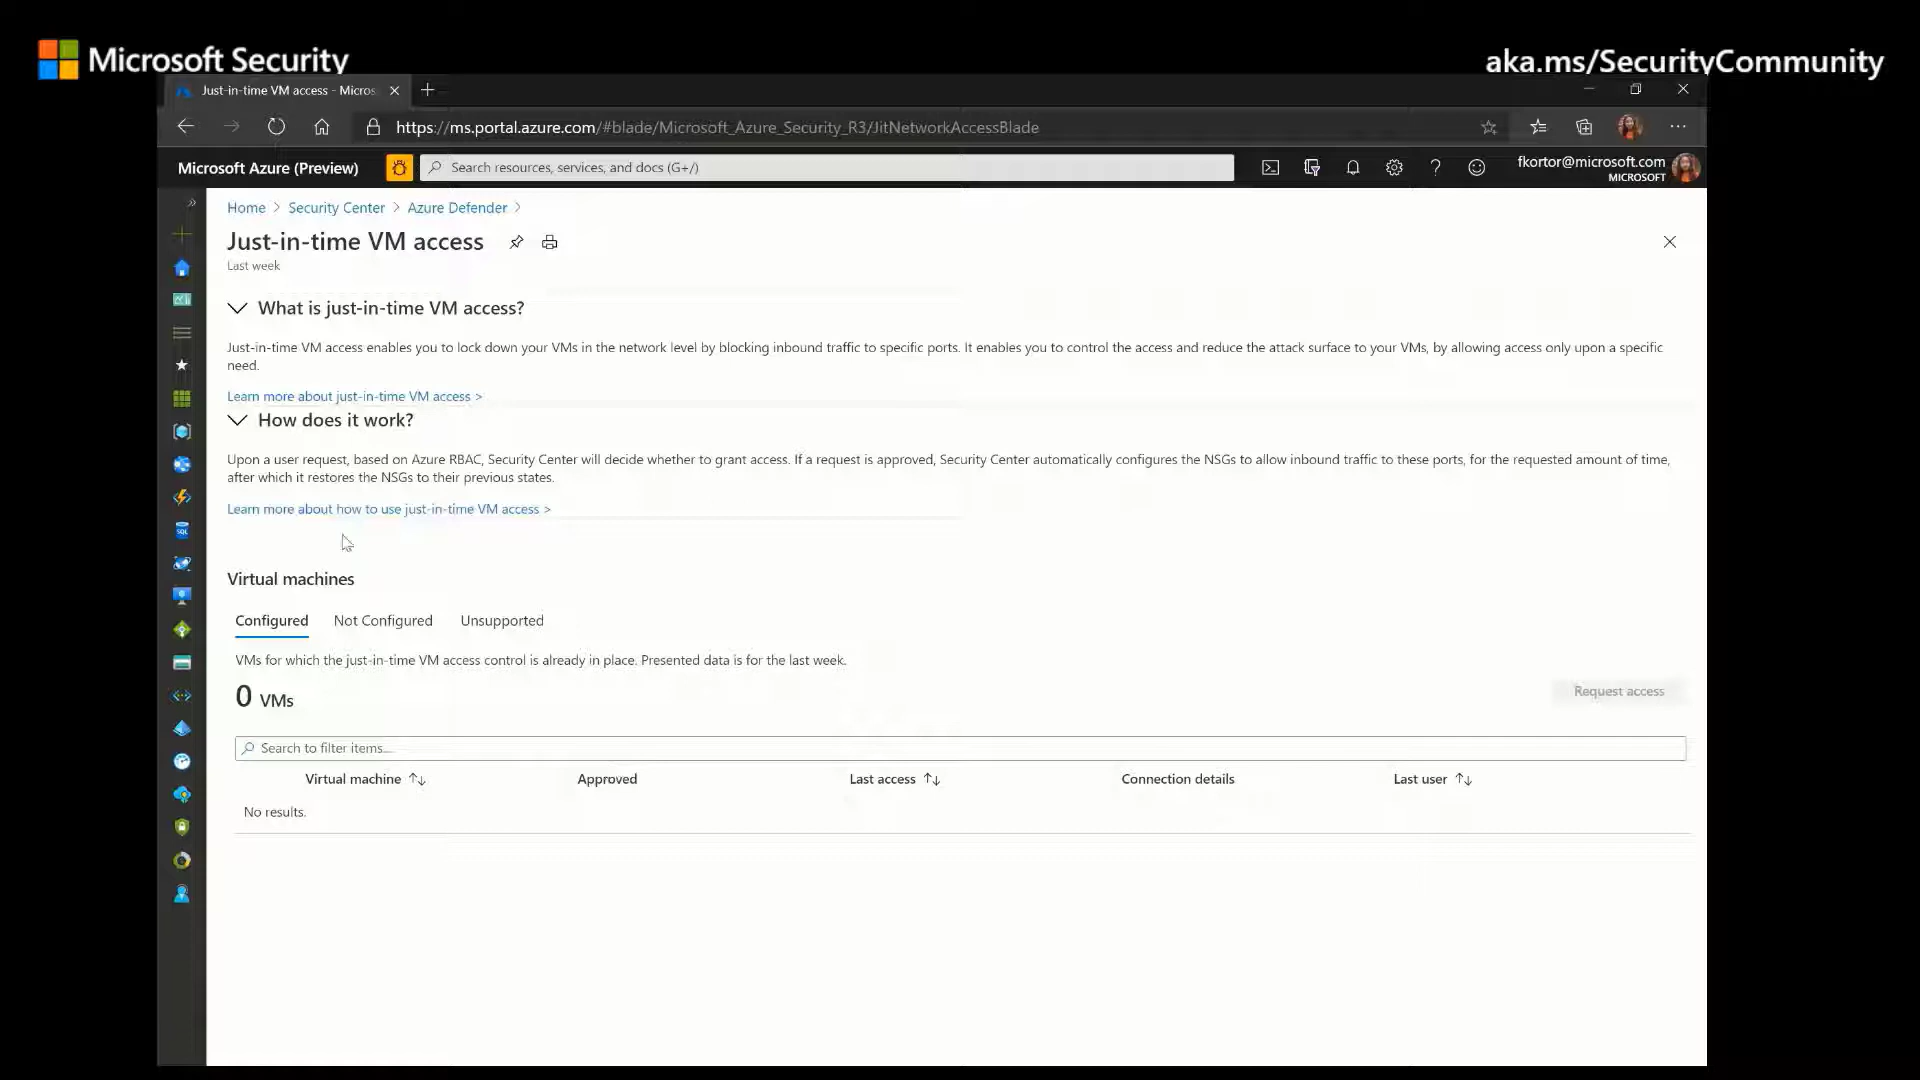 Microsoft Security
aka.ms/SecurityCommunity
Just-in-time VM access - Micros
https://ms.portal.azure.com/#blade/Microsoft_Azure_Security_R3/JitNetworkAccessBlade
Microsoft Azure (Preview)
Search resources, services, and docs (G+/)
fkortor@microsoft.com
MICROSOFT
Home > Security Center > Azure Defender >
Just-in-time VM access
Last week
What is just-in-time VM access?
Just-in-time VM access enables you to lock down your VMs in the network level by blocking inbound traffic to specific ports. It enables you to control the access and reduce the attack surface to your VMs, by allowing access only upon a specific
need.
Learn more about just-in-time VM access >
How does it work?
Upon a user request, based on Azure RBAC, Security Center will decide whether to grant access. If a request is approved, Security Center automatically configures the NSGs to allow inbound traffic to these ports, for the requested amount of time,
after which it restores the NSGs to their previous states.
Learn more about how to use just-in-time VM access >
Virtual machines
Configured Not Configured Unsupported
VMs for which the just-in-time VM access control is already in place. Presented data is for the last week.
0 VMs
Request access
Search to filter items...
Virtual machine Approved Last access Connection details Last user
No results.